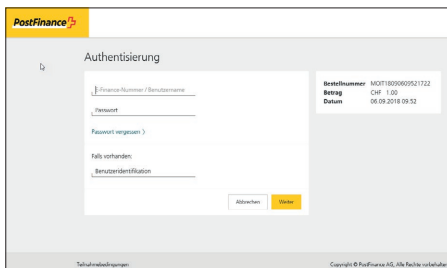 PostFinance
Authentisierung
E-Finance-Nummer / Benutzername
Passwort
Passwort vergessen >
Falls vorhanden:
Benutzeridentifikation
Abbrechen Weiter
Bestellnummer MOIT18090609521722
Betrag CHF 1.00
Datum 06.09.2018 09.52
Teilnahmebedingungen
Copyright © PostFinance AG, Alle Rechte vorbehalten